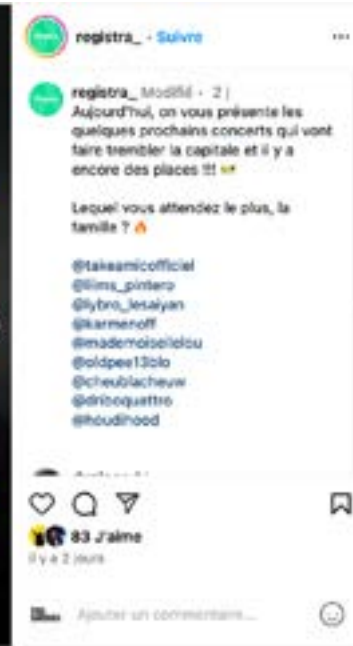 registra_ • Suivre
registra_ Modifié • 2 j
Aujourd'hui, on vous présente les
quelques prochains concerts qui vont
faire trembler la capitale et il y a
encore des places !!!
Lequel vous attendez le plus, la
famille ? 🔥
@takeamicofficiel
@lims_pintero
@lybro_lesaiyan
@karmenoff
@mademoisellelou
@oldpee13blo
@cheublacheuw
@driboquattro
@houdihood
83 J'aime
Il y a 2 jours
Ajouter un commentaire...